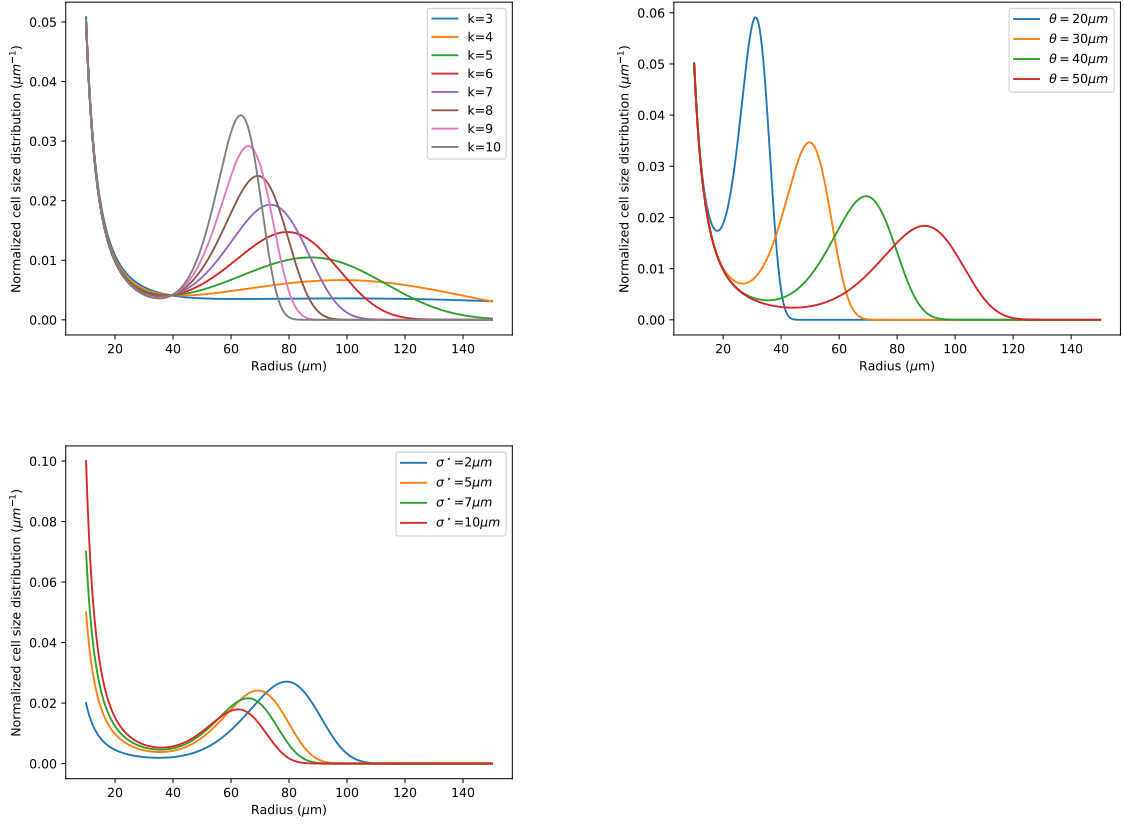 Normalized cell size distribution (μm⁻¹)
0.05
0.04
0.03
0.02
0.01
0.00
k=3
k=4
k=5
k=6
k=7
k=8
k=9
k=10
20 40 60 80 100 120 140
Radius (μm)
Normalized cell size distribution (μm⁻¹)
0.06
0.05
0.04
0.03
0.02
0.01
0.00
θ = 20μm
θ = 30μm
θ = 40μm
θ = 50μm
20 40 60 80 100 120 140
Radius (μm)
Normalized cell size distribution (μm⁻¹)
0.10
0.08
0.06
0.04
0.02
0.00
σ*=2μm
σ*=5μm
σ*=7μm
σ*=10μm
20 40 60 80 100 120 140
Radius (μm)